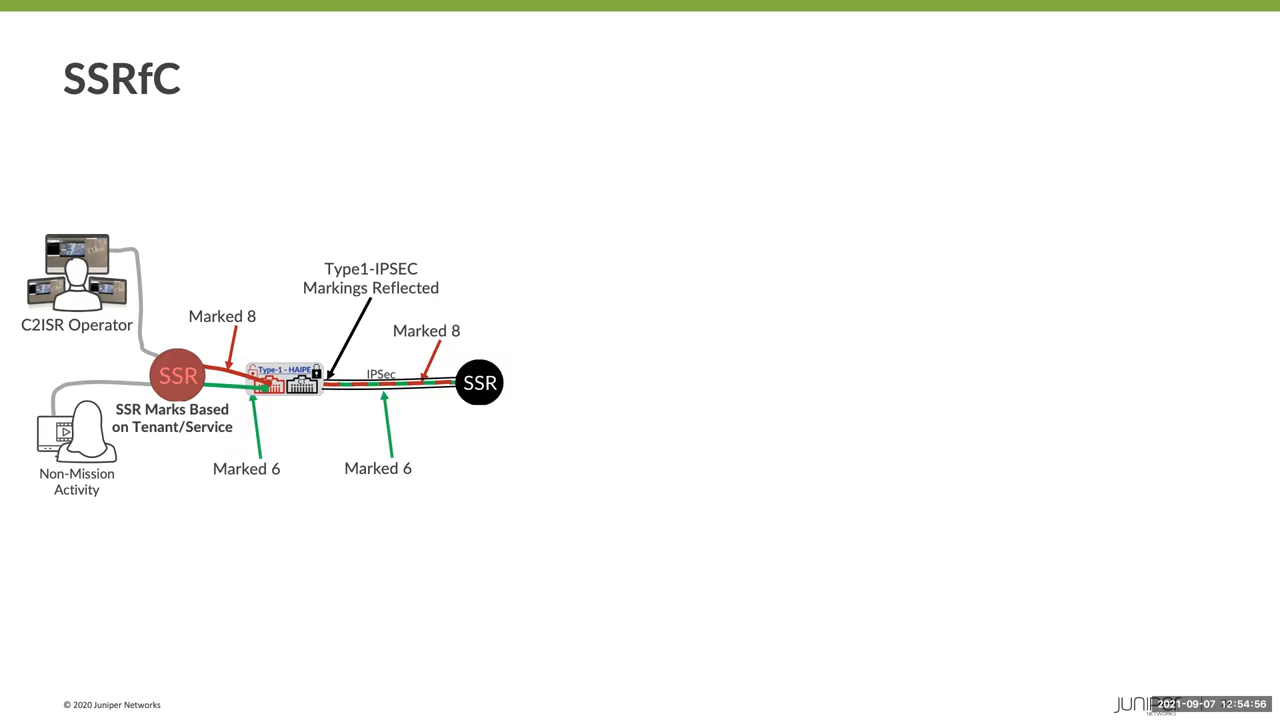 SSRfC
Type1-IPSEC
Markings Reflected
Marked 8
Marked 8
C2ISR Operator
Type-1 - HAIPE
IPSec
SSR
SSR
SSR Marks Based
on Tenant/Service
Marked 6
Marked 6
Non-Mission
Activity
© 2020 Juniper Networks
JUNIPER
NETWORKS
2021-09-07 12:54:56